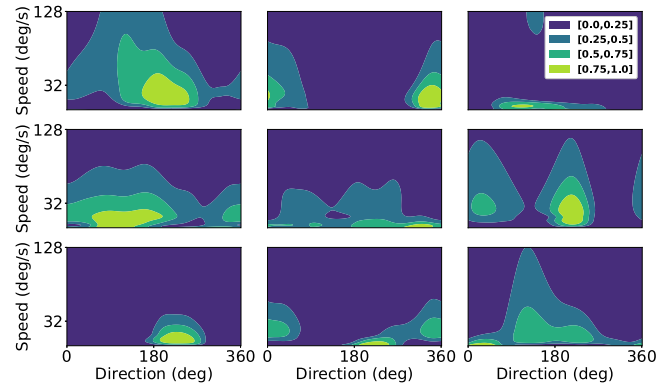 128
32
Speed (deg/s)
[0.0,0.25]
[0.25,0.5]
[0.5,0.75]
[0.75,1.0]
128
32
Speed (deg/s)
128
32
Speed (deg/s)
0 180 360
0 180 360
0 180 360
Direction (deg)
Direction (deg)
Direction (deg)